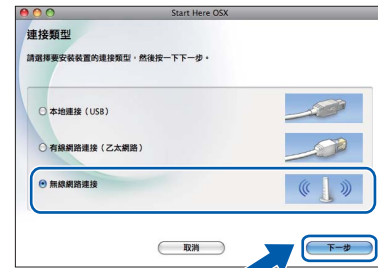 Start Here OSX
連接類型
請選擇要安裝裝置的連接類型，然後按一下下一步。
本地連接（USB）
有線網路連接（乙太網路）
無線網路連接
取消
下一步